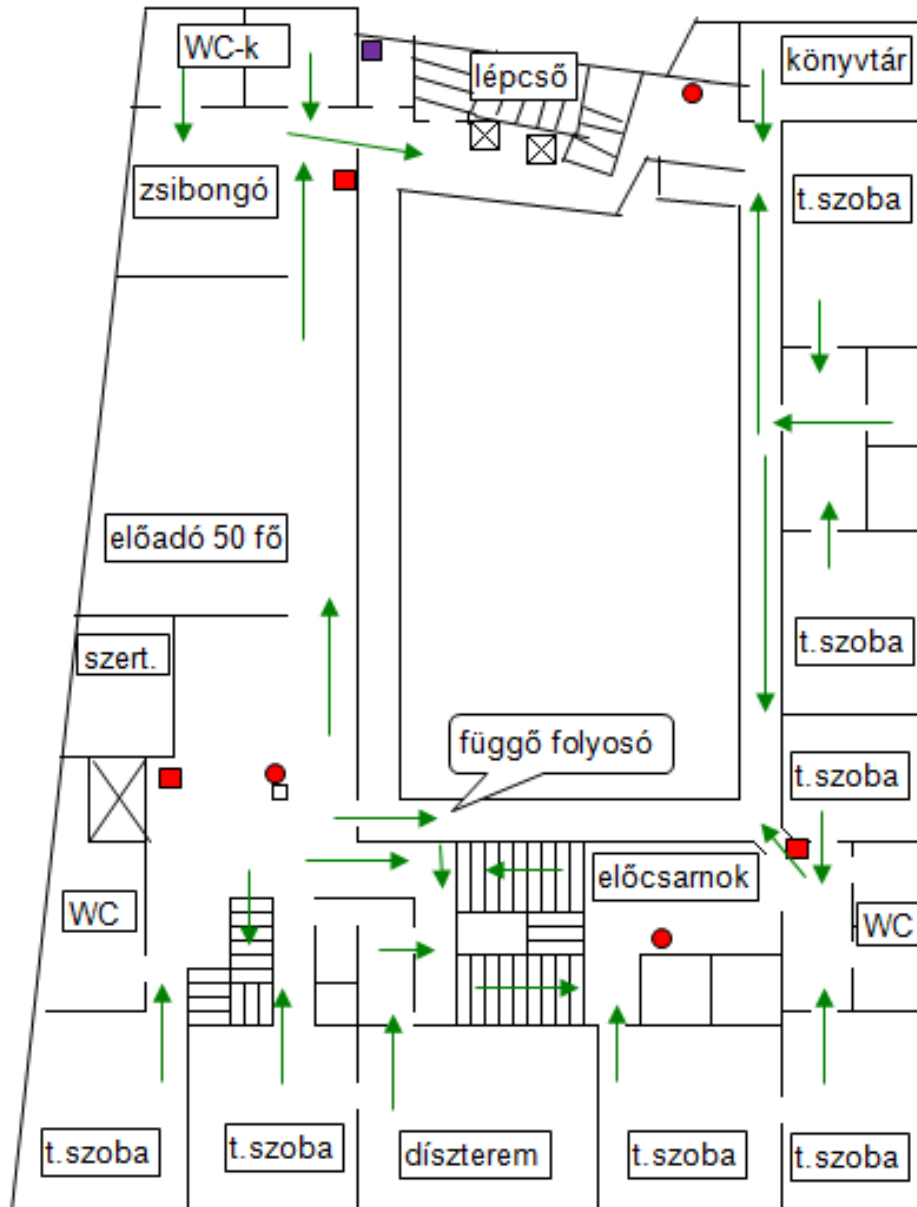 WC-k
lépcső
könyvtár
zsibongó
t.szoba
előadó 50 fő
t.szoba
szert.
függő folyosó
t.szoba
előcsarnok
WC
WC
t.szoba
t.szoba
díszterem
t.szoba
t.szoba